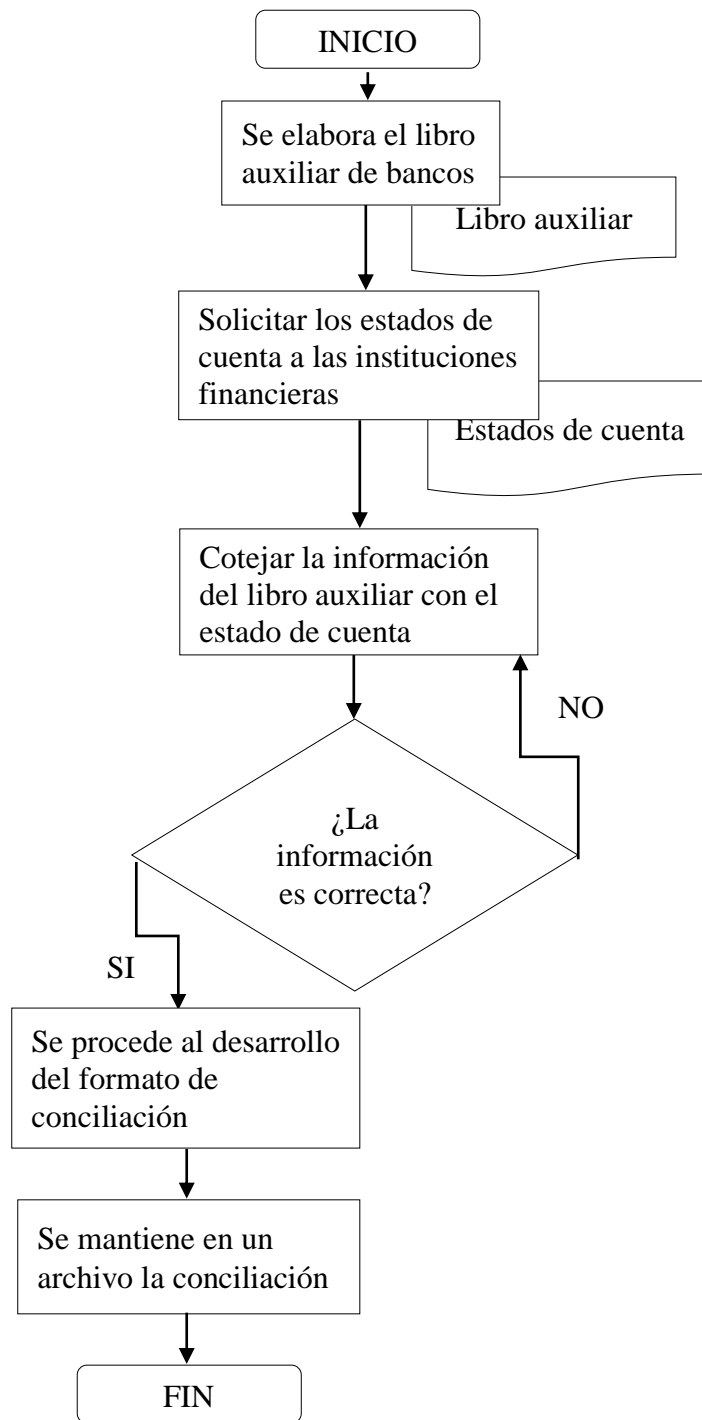 INICIO
Se elabora el libro
auxiliar de bancos
Libro auxiliar
Solicitar los estados de
cuenta a las instituciones
financieras
Estados de cuenta
Cotejar la información
del libro auxiliar con el
estado de cuenta
NO
¿La
información
es correcta?
SI
Se procede al desarrollo
del formato de
conciliación
Se mantiene en un
archivo la conciliación
FIN